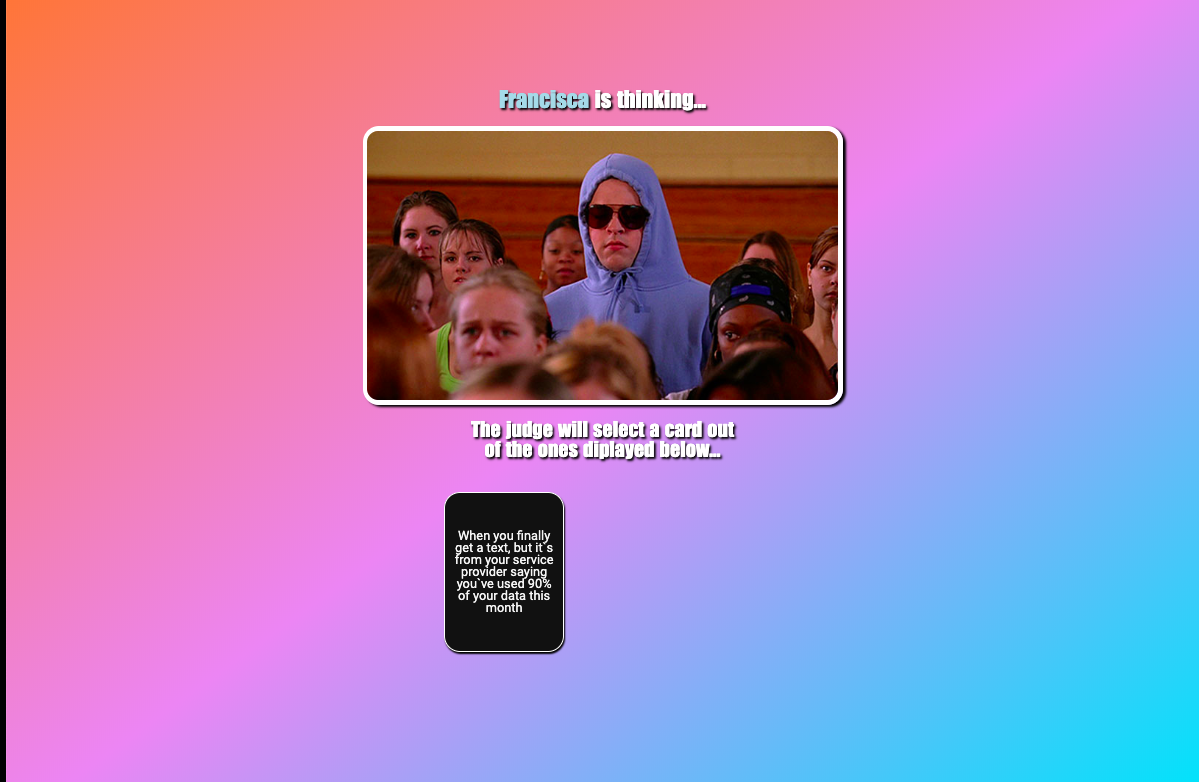 Francisca is thinking...
The judge will select a card out
of the ones diplayed below...
When you finally
get a text, but it`s
from your service
provider saying
you`ve used 90%
of your data this
month